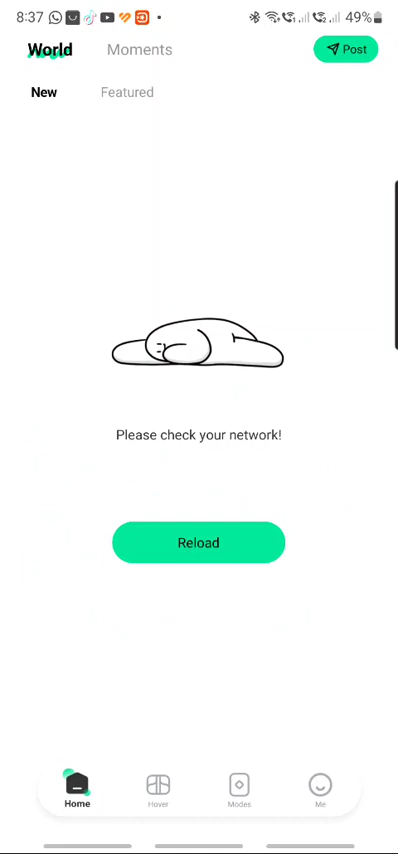 8:37 49%
World Moments Post
New Featured
Please check your network!
Reload
Home Hover Modes Me